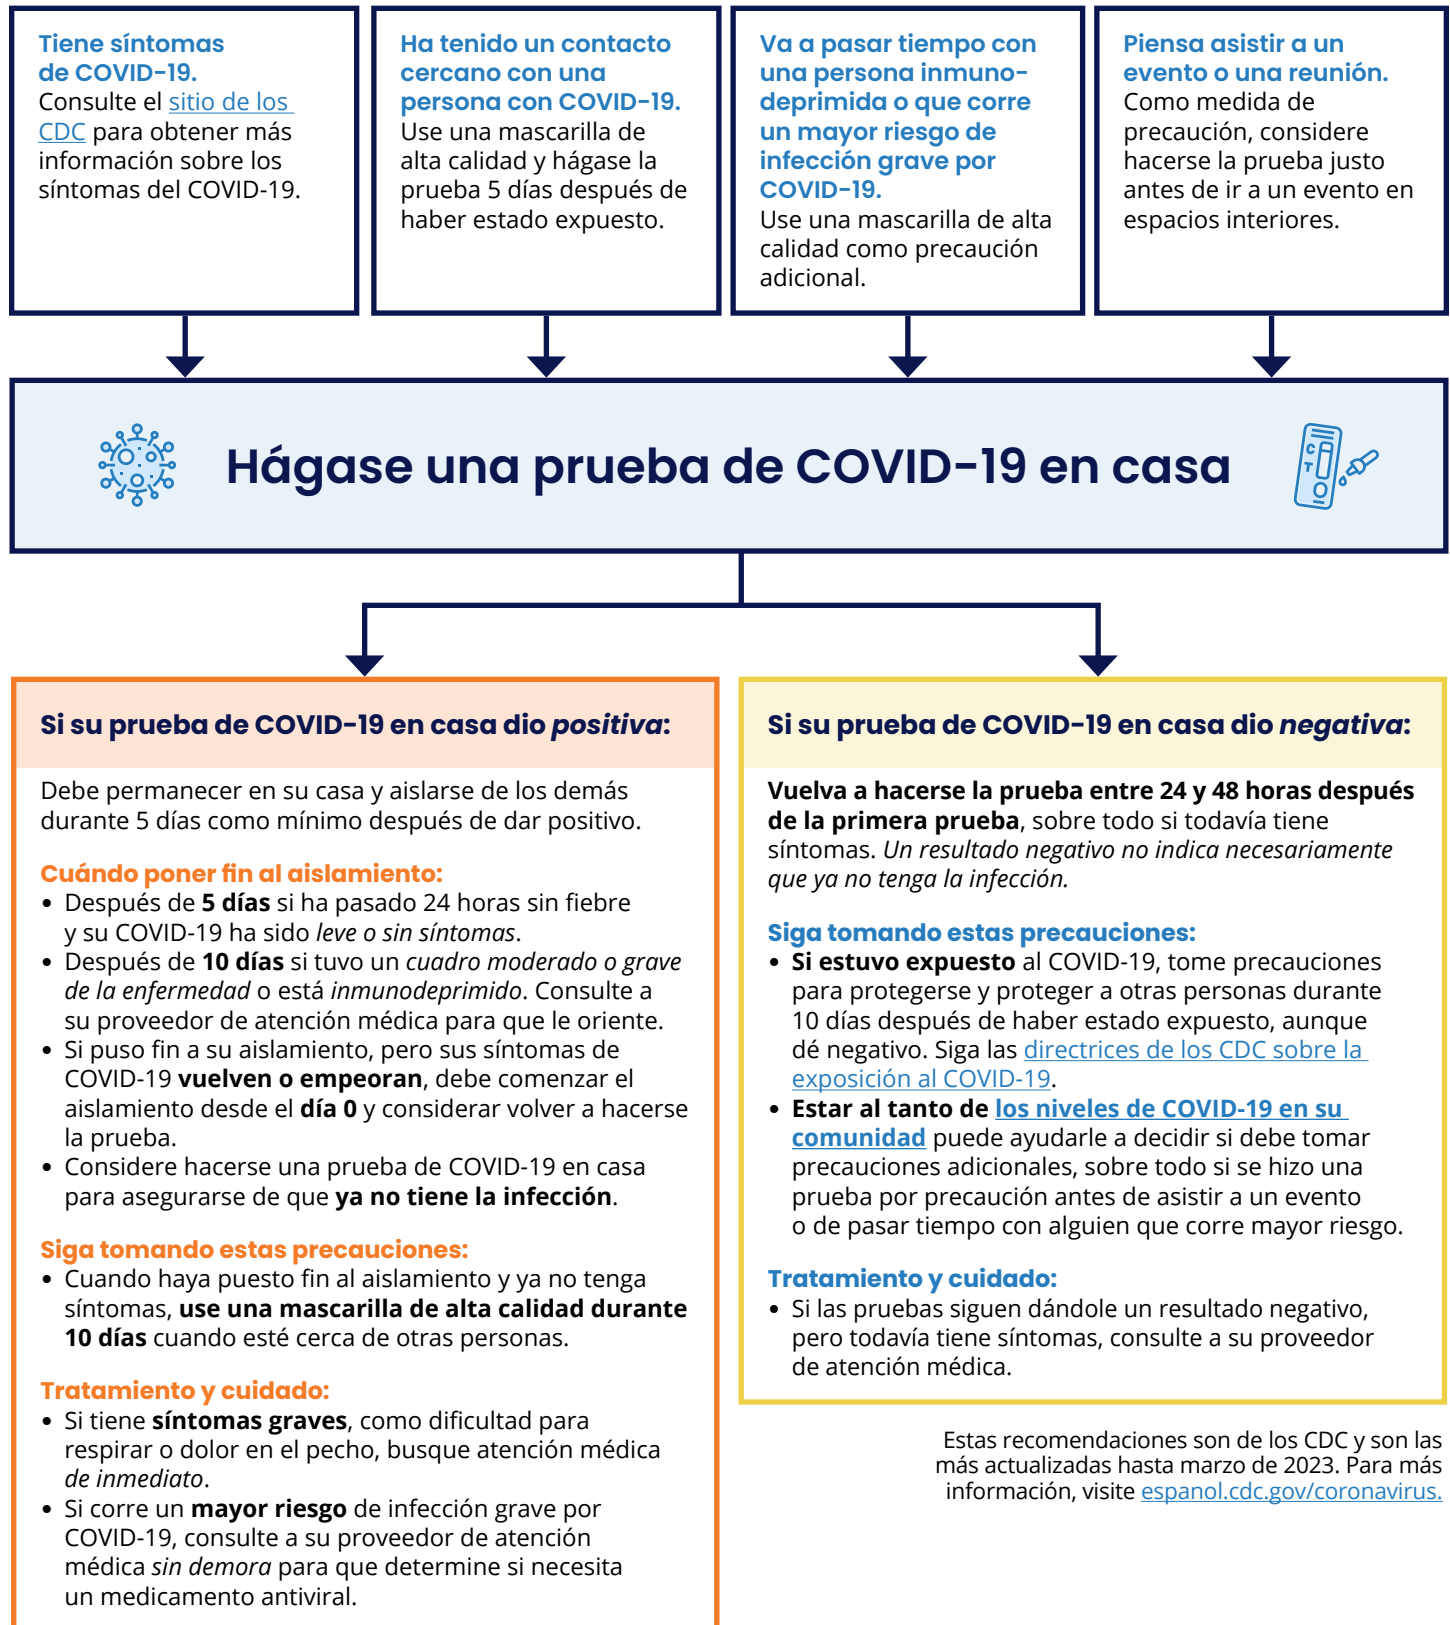 Tiene síntomas
de COVID-19.
Consulte el sitio de los
CDC para obtener más
información sobre los
síntomas del COVID-19.
Ha tenido un contacto
cercano con una
persona con COVID-19.
Use una mascarilla de
alta calidad y hágase la
prueba 5 días después de
haber estado expuesto.
Va a pasar tiempo con
una persona inmuno-
deprimida o que corre
un mayor riesgo de
infección grave por
COVID-19.
Use una mascarilla de alta
calidad como precaución
adicional.
Piensa asistir a un
evento o una reunión.
Como medida de
precaución, considere
hacerse la prueba justo
antes de ir a un evento en
espacios interiores.
Hágase una prueba de COVID-19 en casa
C
T
Si su prueba de COVID-19 en casa dio positiva:
Debe permanecer en su casa y aislarse de los demás
durante 5 días como mínimo después de dar positivo.
Cuándo poner fin al aislamiento:
• Después de 5 días si ha pasado 24 horas sin fiebre
y su COVID-19 ha sido leve o sin síntomas.
• Después de 10 días si tuvo un cuadro moderado o grave
de la enfermedad o está inmunodeprimido. Consulte a
su proveedor de atención médica para que le oriente.
• Si puso fin a su aislamiento, pero sus síntomas de
COVID-19 vuelven o empeoran, debe comenzar el
aislamiento desde el día 0 y considerar volver a hacerse
la prueba.
• Considere hacerse una prueba de COVID-19 en casa
para asegurarse de que ya no tiene la infección.
Siga tomando estas precauciones:
• Cuando haya puesto fin al aislamiento y ya no tenga
síntomas, use una mascarilla de alta calidad durante
10 días cuando esté cerca de otras personas.
Tratamiento y cuidado:
• Si tiene síntomas graves, como dificultad para
respirar o dolor en el pecho, busque atención médica
de inmediato.
• Si corre un mayor riesgo de infección grave por
COVID-19, consulte a su proveedor de atención
médica sin demora para que determine si necesita
un medicamento antiviral.
Si su prueba de COVID-19 en casa dio negativa:
Vuelva a hacerse la prueba entre 24 y 48 horas después
de la primera prueba, sobre todo si todavía tiene
síntomas. Un resultado negativo no indica necesariamente
que ya no tenga la infección.
Siga tomando estas precauciones:
• Si estuvo expuesto al COVID-19, tome precauciones
para protegerse y proteger a otras personas durante
10 días después de haber estado expuesto, aunque
dé negativo. Siga las directrices de los CDC sobre la
exposición al COVID-19.
• Estar al tanto de los niveles de COVID-19 en su
comunidad puede ayudarle a decidir si debe tomar
precauciones adicionales, sobre todo si se hizo una
prueba por precaución antes de asistir a un evento
o de pasar tiempo con alguien que corre mayor riesgo.
Tratamiento y cuidado:
• Si las pruebas siguen dándole un resultado negativo,
pero todavía tiene síntomas, consulte a su proveedor
de atención médica.
Estas recomendaciones son de los CDC y son las
más actualizadas hasta marzo de 2023. Para más
información, visite espanol.cdc.gov/coronavirus.